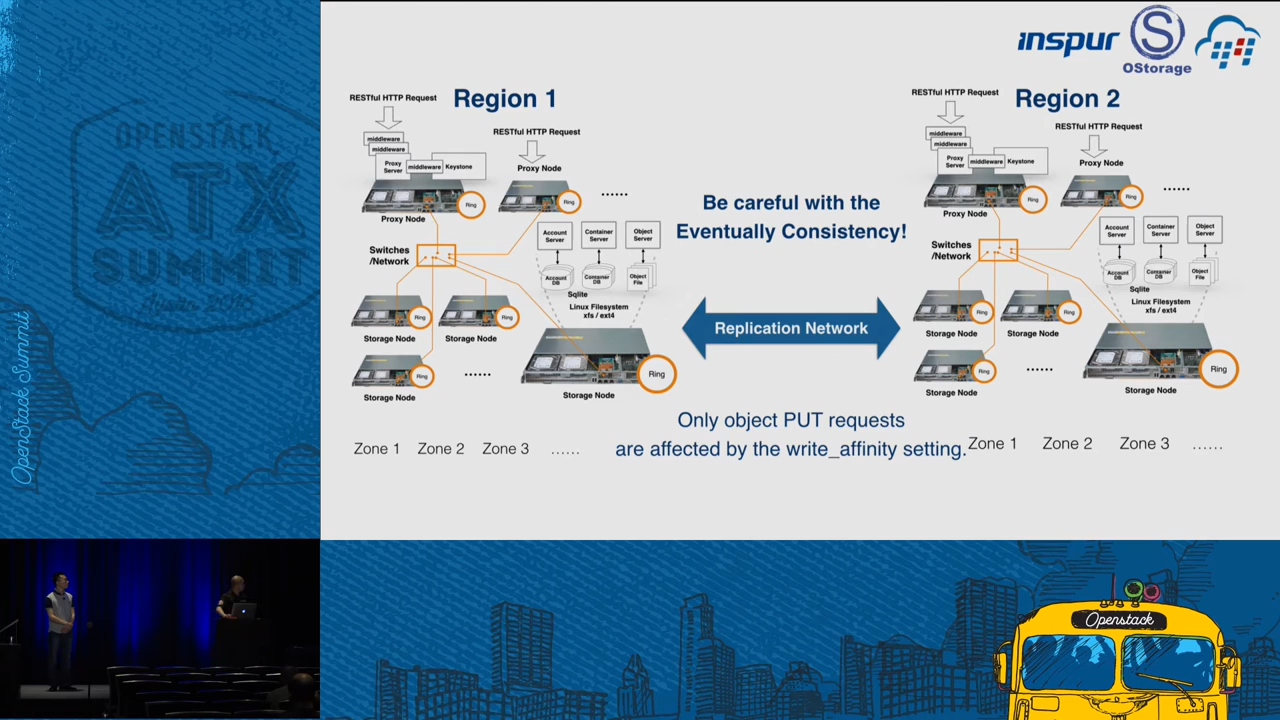 inspur
S
OStorage
Region 1
RESTful HTTP Request
RESTful HTTP Request
middleware
middleware
Proxy Server
middleware
Keystone
Proxy Node
Ring
Ring
......
Proxy Node
Switches
/Network
Account Server
Container Server
Object Server
Account DB
Container DB
Object File
Sqlite
Linux Filesystem
xfs / ext4
Ring
Ring
Storage Node
Storage Node
Ring
......
Ring
Storage Node
Storage Node
Zone 1
Zone 2
Zone 3
......
Be careful with the
Eventually Consistency!
Replication Network
Only object PUT requests
are affected by the write_affinity setting.
Region 2
RESTful HTTP Request
RESTful HTTP Request
middleware
middleware
Proxy Server
middleware
Keystone
Proxy Node
Ring
Ring
......
Proxy Node
Switches
/Network
Account Server
Container Server
Object Server
Account DB
Container DB
Object File
Sqlite
Linux Filesystem
xfs / ext4
Ring
Ring
Storage Node
Storage Node
Ring
......
Ring
Storage Node
Storage Node
Zone 1
Zone 2
Zone 3
......
OpenStack Summit
OPENSTACK
SUMMIT
Openstack